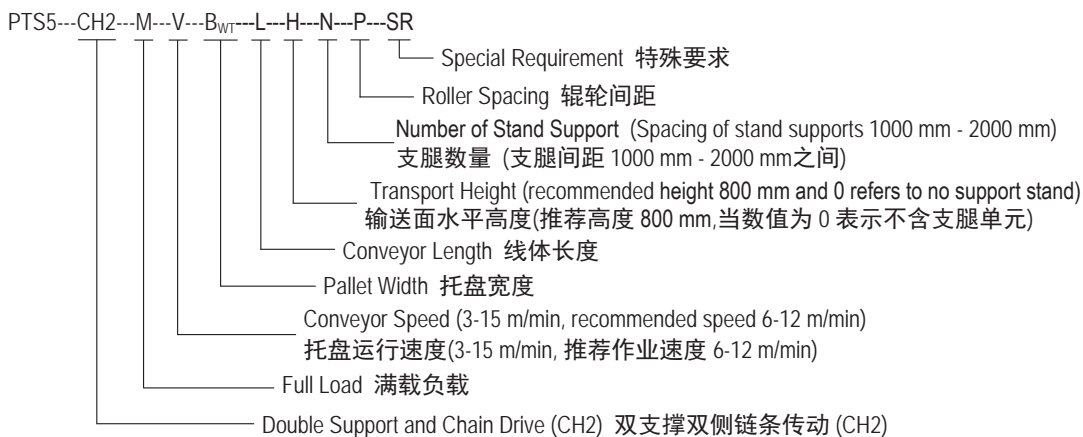 PTS5---CH2---M---V---BWT---L---H---N---P---SR
Special Requirement 特殊要求
Roller Spacing 辊轮间距
Number of Stand Support (Spacing of stand supports 1000 mm - 2000 mm)
支腿数量 (支腿间距 1000 mm - 2000 mm之间)
Transport Height (recommended height 800 mm and 0 refers to no support stand)
输送面水平高度(推荐高度 800 mm,当数值为 0 表示不含支腿单元)
Conveyor Length 线体长度
Pallet Width 托盘宽度
Conveyor Speed (3-15 m/min, recommended speed 6-12 m/min)
托盘运行速度(3-15 m/min, 推荐作业速度 6-12 m/min)
Full Load 满载负载
Double Support and Chain Drive (CH2) 双支撑双侧链条传动 (CH2)